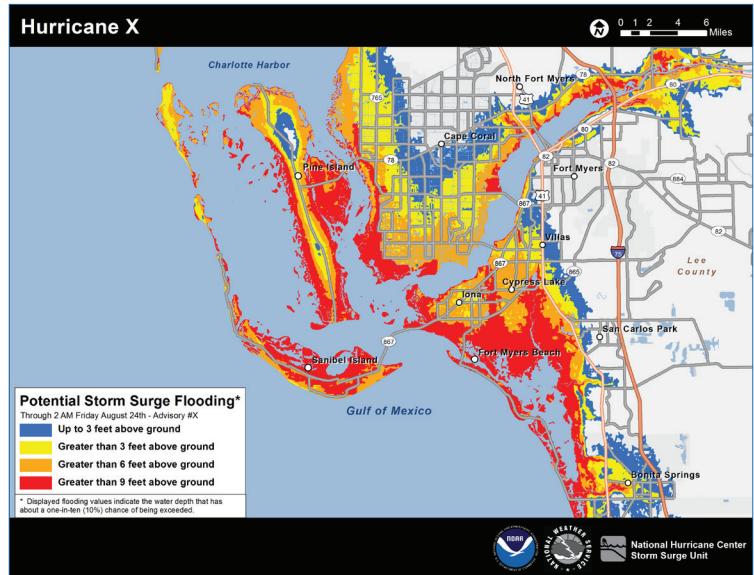 Hurricane X
N
0 1 2 4 6
Miles
Charlotte Harbor
North Fort Myers
78
80
41
765
Cape Coral
80
78
82
Pine Island
Fort Myers
82
884
867
41
82
Villas
867
75
865
Lee
County
Cypress Lake
Iona
San Carlos Park
867
Fort Myers Beach
Sanibel Island
Gulf of Mexico
Bonita Springs
Potential Storm Surge Flooding*
Through 2 AM Friday August 24th - Advisory #X
Up to 3 feet above ground
Greater than 3 feet above ground
Greater than 6 feet above ground
Greater than 9 feet above ground
* Displayed flooding values indicate the water depth that has
about a one-in-ten (10%) chance of being exceeded.
NOAA
NATIONAL WEATHER SERVICE
National Hurricane Center
Storm Surge Unit